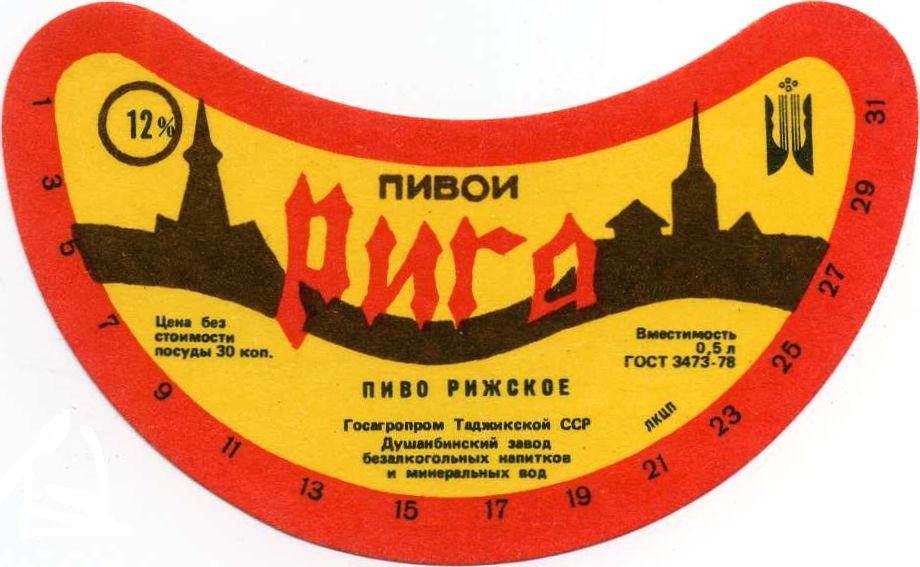 12%
ПИВОИ
Рига
Цена без
стоимости
посуды 30 коп.
Вместимость
0,5 л
ГОСТ 3473-78
ПИВО РИЖСКОЕ
Госагропром Таджикской ССР
Душанбинский завод
безалкогольных напитков
и минеральных вод
ЛКЦП
1
3
5
7
9
11
13
15
17
19
21
23
25
27
29
31